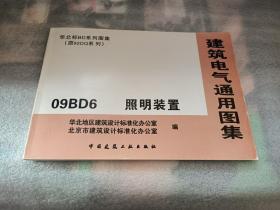 华北标BD系列图集
(原92DQ系列)
建筑电气通用图集
09BD6 照明装置
华北地区建筑设计标准化办公室
北京市建筑设计标准化办公室
编
中国建筑工业出版社